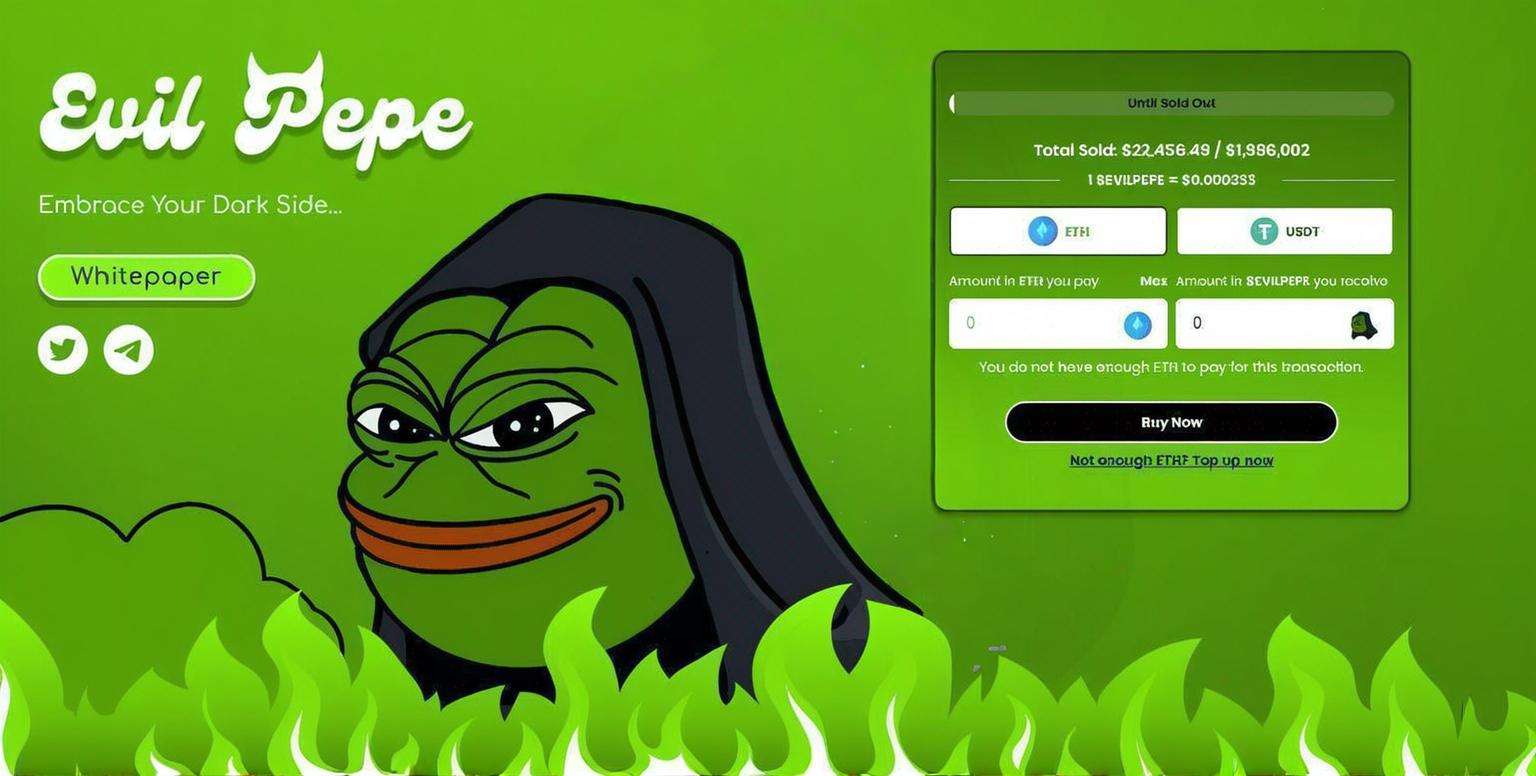 Evil Pepe
Embrace Your Dark Side...
Whitepaper
Until Sold Out
Total Sold: $22,456.49 / $1,996,002
1 $EVILPEPE = $0.000333
ETH
USDT
Amount in ETH you pay
Max
Amount in $EVILPEPE you receive
0
0
You do not have enough ETH to pay for this transaction.
Buy Now
Not enough ETH? Top up now